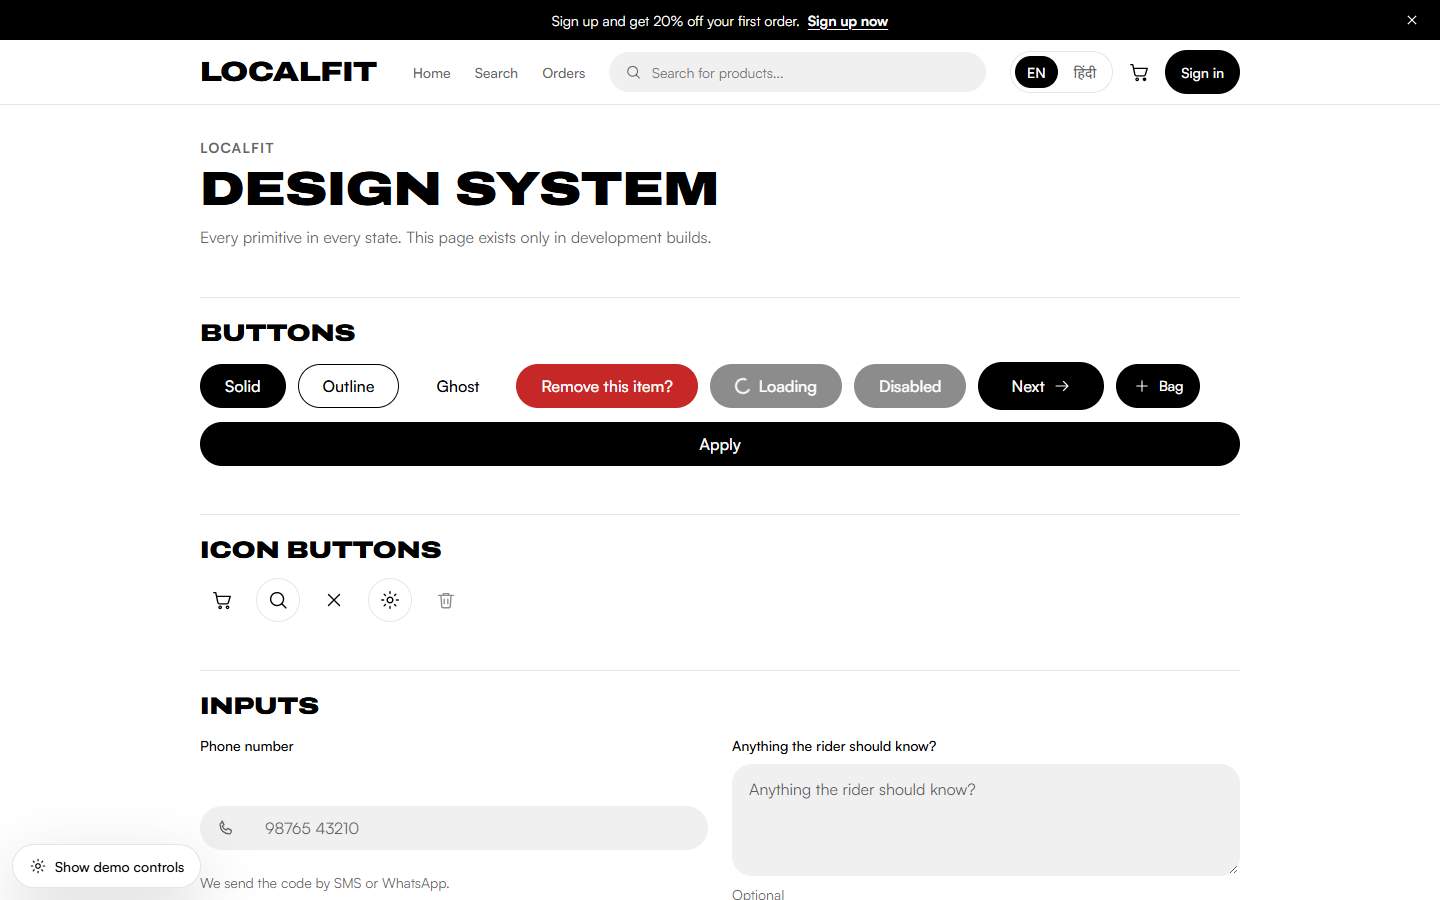 Sign up and get 20% off your first order. Sign up now
LOCALFIT
Home
Search
Orders
Search for products...
EN
हिंदी
Sign in
LOCALFIT
DESIGN SYSTEM
Every primitive in every state. This page exists only in development builds.
BUTTONS
Solid
Outline
Ghost
Remove this item?
Loading
Disabled
Next
Bag
Apply
ICON BUTTONS
INPUTS
Phone number
98765 43210
We send the code by SMS or WhatsApp.
Anything the rider should know?
Anything the rider should know?
Optional
Show demo controls